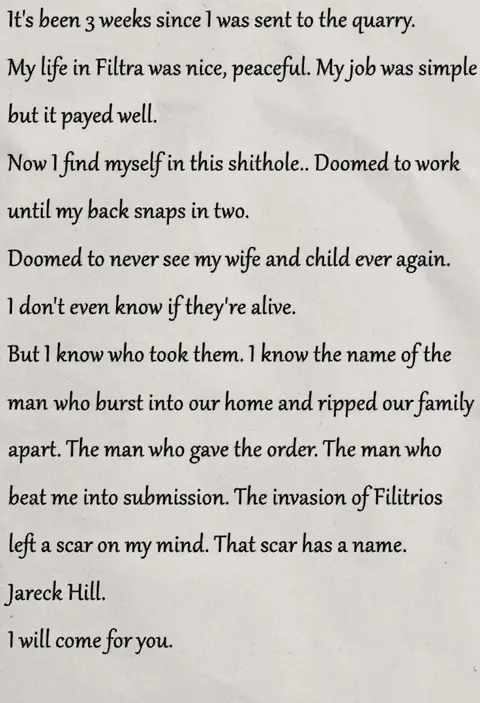 It's been 3 weeks since I was sent to the quarry.
My life in Filtra was nice, peaceful. My job was simple
but it payed well.
Now I find myself in this shithole.. Doomed to work
until my back snaps in two.
Doomed to never see my wife and child ever again.
I don't even know if they're alive.
But I know who took them. I know the name of the
man who burst into our home and ripped our family
apart. The man who gave the order. The man who
beat me into submission. The invasion of Filitrios
left a scar on my mind. That scar has a name.
Jareck Hill.
I will come for you.